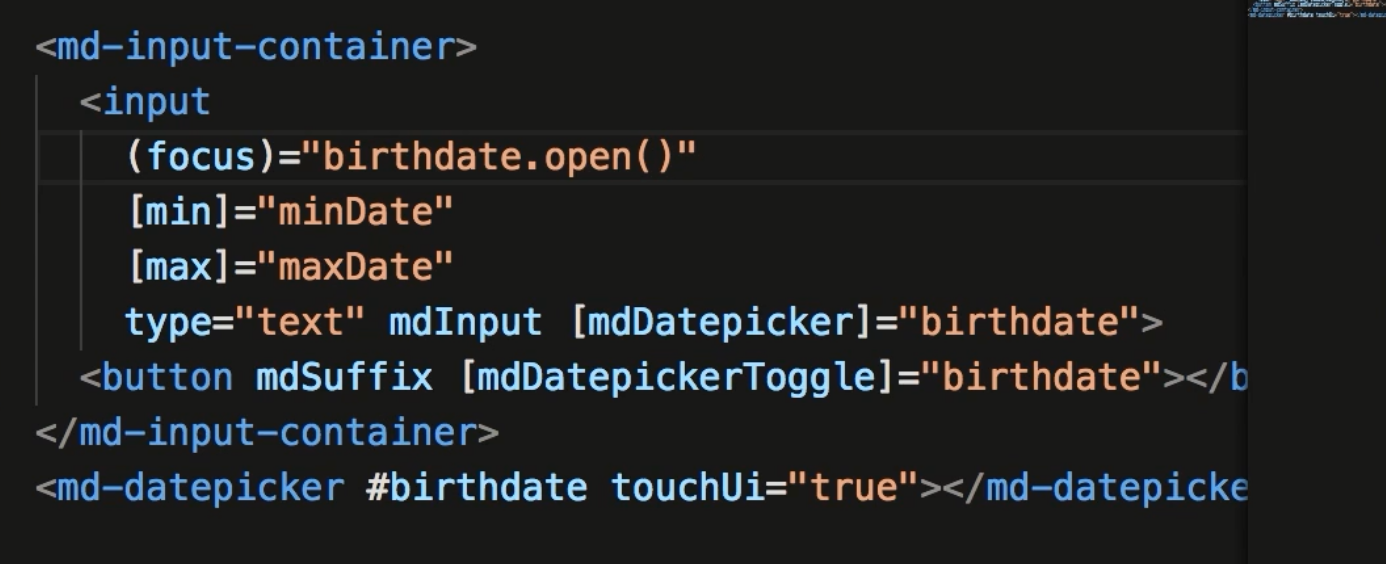 <md-input-container>
<input
(focus)="birthdate.open()"
[min]="minDate"
[max]="maxDate"
type="text" mdInput [mdDatepicker]="birthdate">
<button mdSuffix [mdDatepickerToggle]="birthdate"></b
</md-input-container>
<md-datepicker #birthdate touchUi="true"></md-datepicke